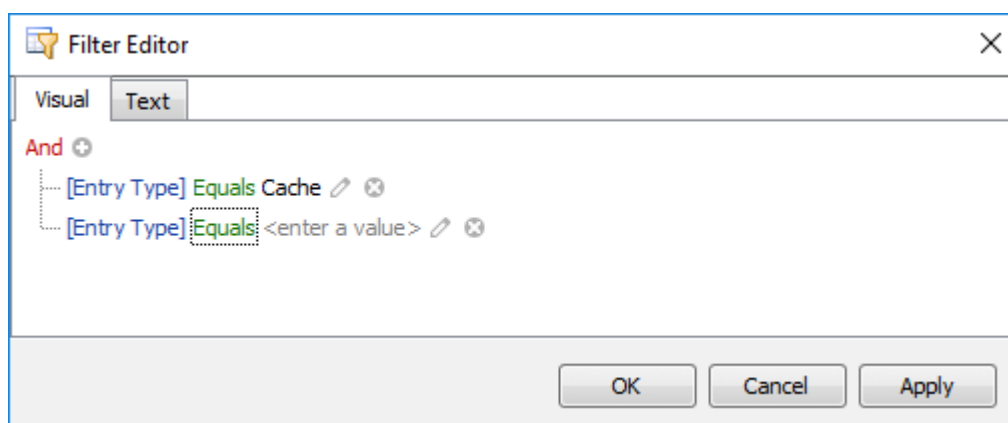 Filter Editor
Visual Text
And
[Entry Type] Equals Cache
[Entry Type] Equals <enter a value>
OK Cancel Apply